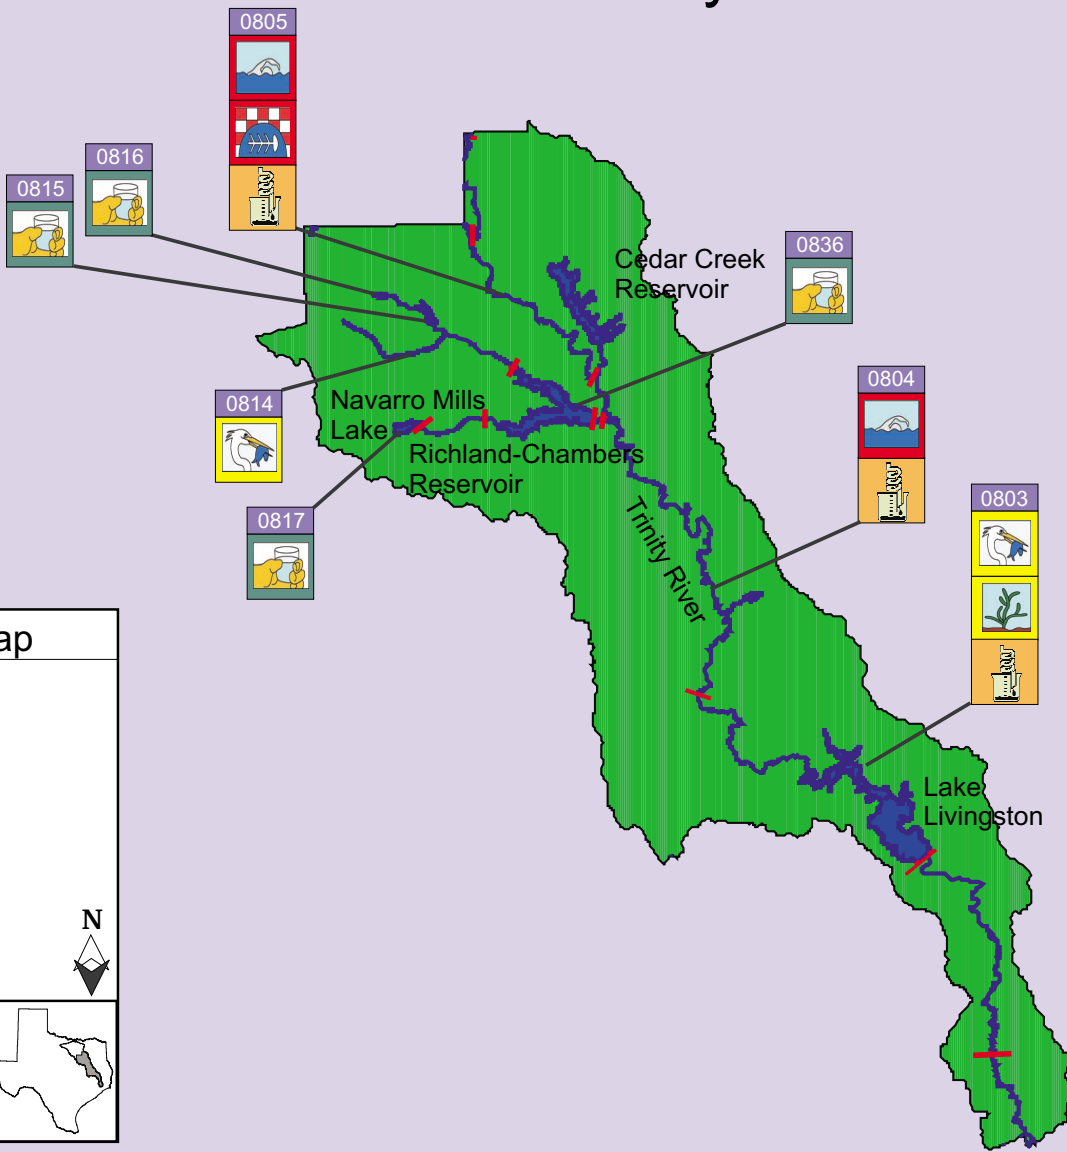 0805
0816
0815
Cedar Creek
Reservoir
0836
0804
0814
Navarro Mills
Lake
Richland-Chambers
Reservoir
0803
0817
Trinity River
ap
Lake
Livingston
N